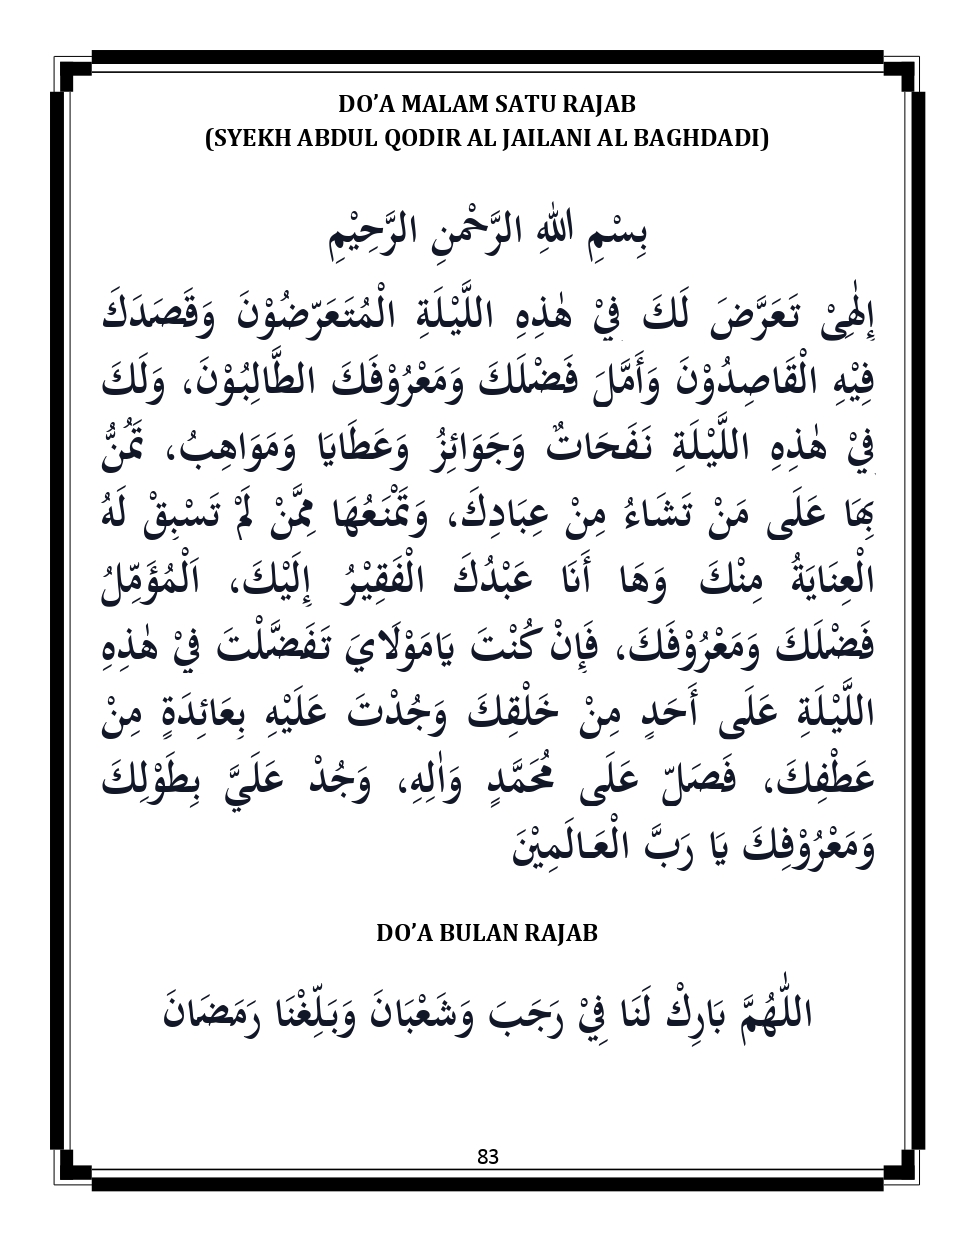 DO’A MALAM SATU RAJAB
(SYEKH ABDUL QODIR AL JAILANI AL BAGHDADI)
بِسْمِ اللهِ الرَّحْمنِ الرَّحِيْمِ
إِلٰهِىْ تَعَرَّضَ لَكَ فِيْ هٰذِهِ اللَّيْلَةِ الْمُتَعَرّضُوْنَ وَقَصَدَكَ
فِيْهِ الْقَاصِدُوْنَ وَأَمَّلَ فَضْلَكَ وَمَعْرُوْفَكَ الطَّالِبُوْنَ، وَلَكَ
فِيْ هٰذِهِ اللَّيْلَةِ نَفَحَاتٌ وَجَوَائِزُ وَعَطَايَا وَمَوَاهِبُ، تَمُنُّ
بِهَا عَلَى مَنْ تَشَاءُ مِنْ عِبَادِكَ، وَتَمْنَعُهَا مِمَّنْ لَمْ تَسْبِقْ لَهُ
الْعِنَايَةُ مِنْكَ وَهَا أَنَا عَبْدُكَ الْفَقِيْرُ إِلَيْكَ، اَلْمُؤَمِّلُ
فَضْلَكَ وَمَعْرُوْفَكَ، فَإِنْ كُنْتَ يَامَوْلَايَ تَفَضَّلْتَ فِيْ هٰذِهِ
اللَّيْلَةِ عَلَى أَحَدٍ مِنْ خَلْقِكَ وَجُدْتَ عَلَيْهِ بِعَائِدَةٍ مِنْ
عَطْفِكَ، فَصَلّ عَلَى مُحَمَّدٍ وَاٰلِهِ، وَجُدْ عَلَيَّ بِطَوْلِكَ
وَمَعْرُوْفِكَ يَا رَبَّ الْعَالَمِيْنَ
DO’A BULAN RAJAB
اللّٰهُمَّ بَارِكْ لَنَا فِيْ رَجَبَ وَشَعْبَانَ وَبَلِّغْنَا رَمَضَانَ
83